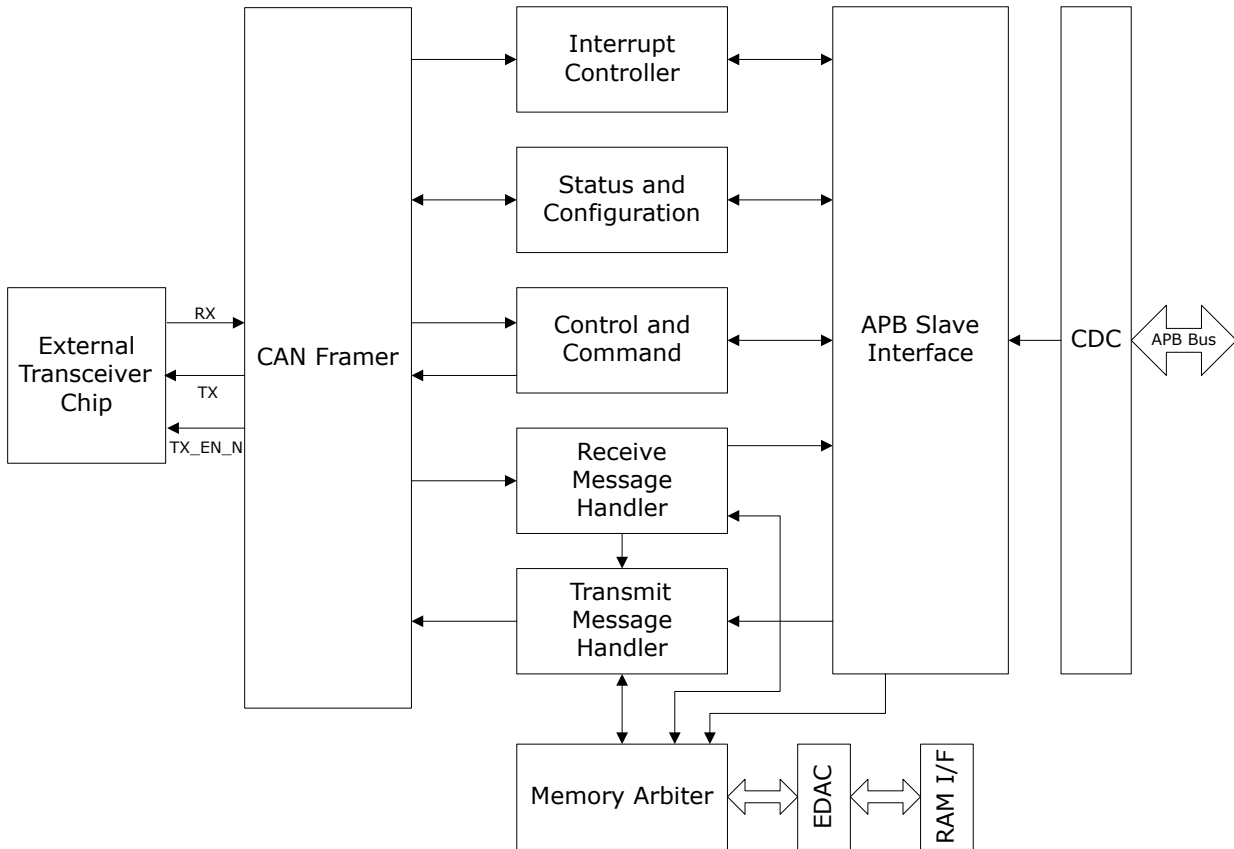 Interrupt
Controller
Status and
Configuration
External
Transceiver
Chip
RX
TX
TX_EN_N
CAN Framer
Control and
Command
APB Slave
Interface
CDC
APB Bus
Receive
Message
Handler
Transmit
Message
Handler
Memory Arbiter
EDAC
RAM I/F